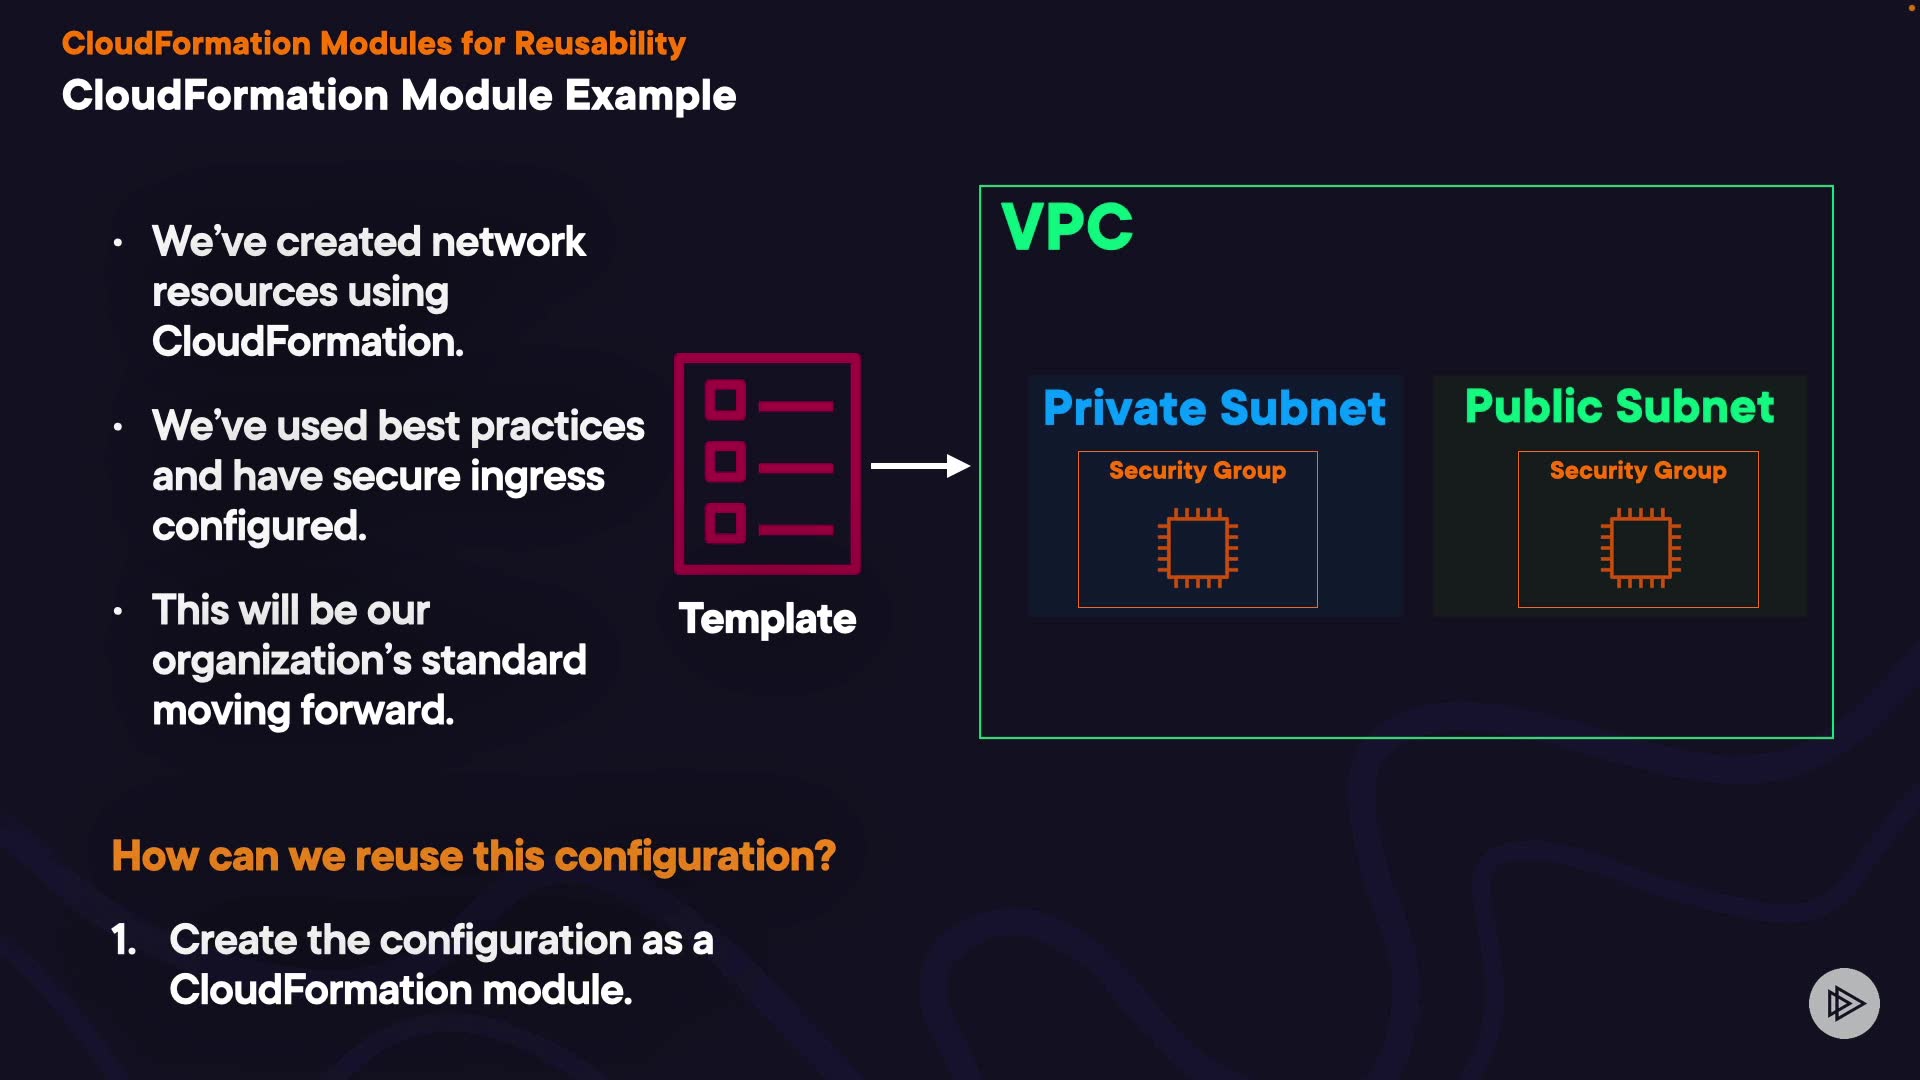 CloudFormation Modules for Reusability
CloudFormation Module Example
• We’ve created network
resources using
CloudFormation.
• We’ve used best practices
and have secure ingress
configured.
• This will be our
organization’s standard
moving forward.
Template
VPC
Private Subnet
Security Group
Public Subnet
Security Group
How can we reuse this configuration?
1. Create the configuration as a
CloudFormation module.